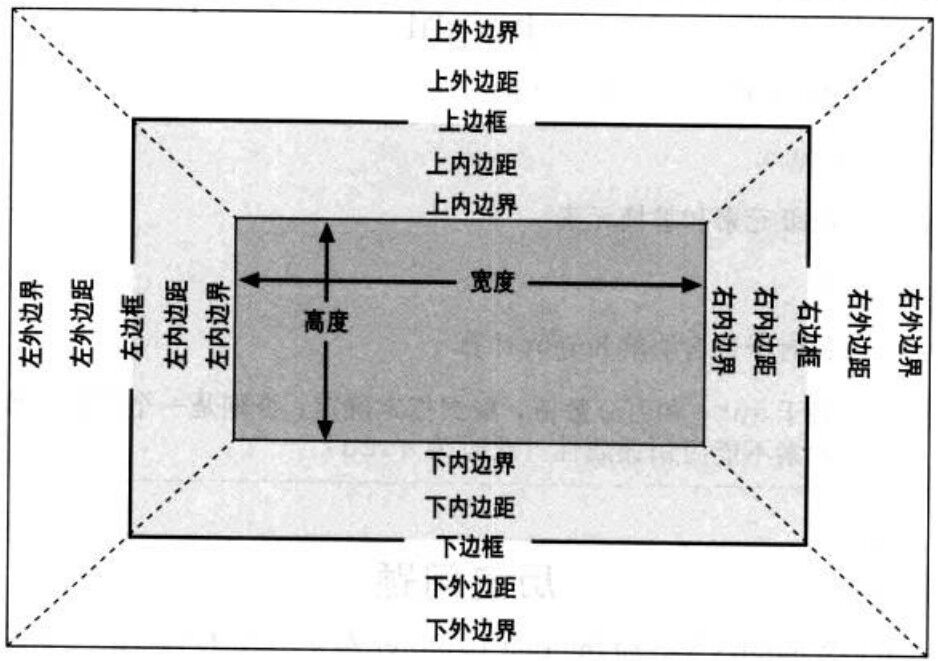 上外边界
上外边距
上边框
上内边距
上内边界
左外边界
左外边距
左边框
左内边距
左内边界
宽度
高度
右内边界
右内边距
右边框
右外边距
右外边界
下内边界
下内边距
下边框
下外边距
下外边界